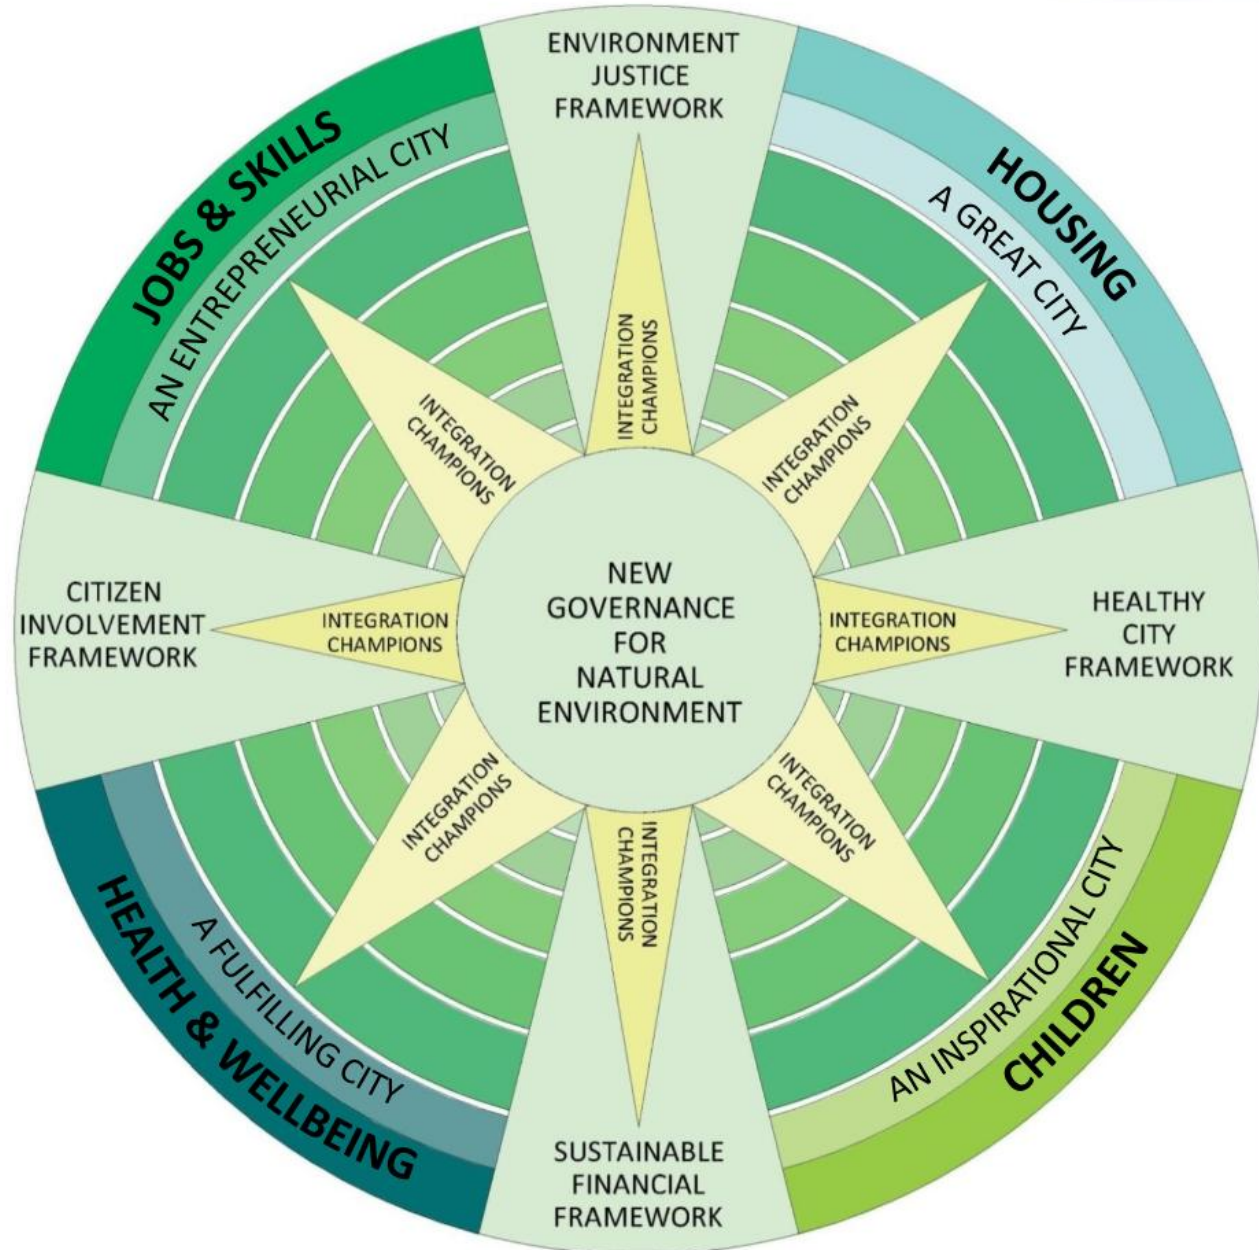 ENVIRONMENT
JUSTICE
FRAMEWORK
JOBS & SKILLS
AN ENTREPRENEURIAL CITY
HOUSING
A GREAT CITY
INTEGRATION
CHAMPIONS
INTEGRATION
CHAMPIONS
INTEGRATION
CHAMPIONS
CITIZEN
INVOLVEMENT
FRAMEWORK
INTEGRATION
CHAMPIONS
NEW
GOVERNANCE
FOR
NATURAL
ENVIRONMENT
INTEGRATION
CHAMPIONS
HEALTHY
CITY
FRAMEWORK
INTEGRATION
CHAMPIONS
INTEGRATION
CHAMPIONS
INTEGRATION
CHAMPIONS
HEALTH & WELLBEING
A FULFILLING CITY
AN INSPIRATIONAL CITY
CHILDREN
SUSTAINABLE
FINANCIAL
FRAMEWORK